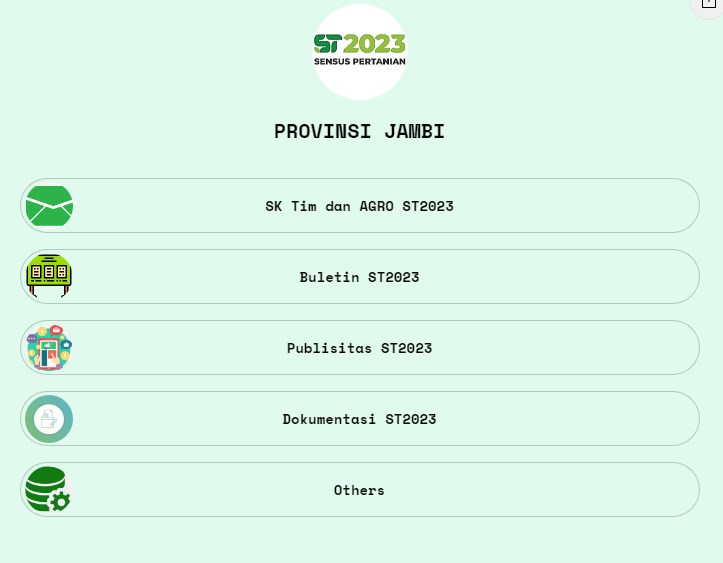 ST2023
SENSUS PERTANIAN
PROVINSI JAMBI
SK Tim dan AGRO ST2023
Buletin ST2023
Publisitas ST2023
Dokumentasi ST2023
Others